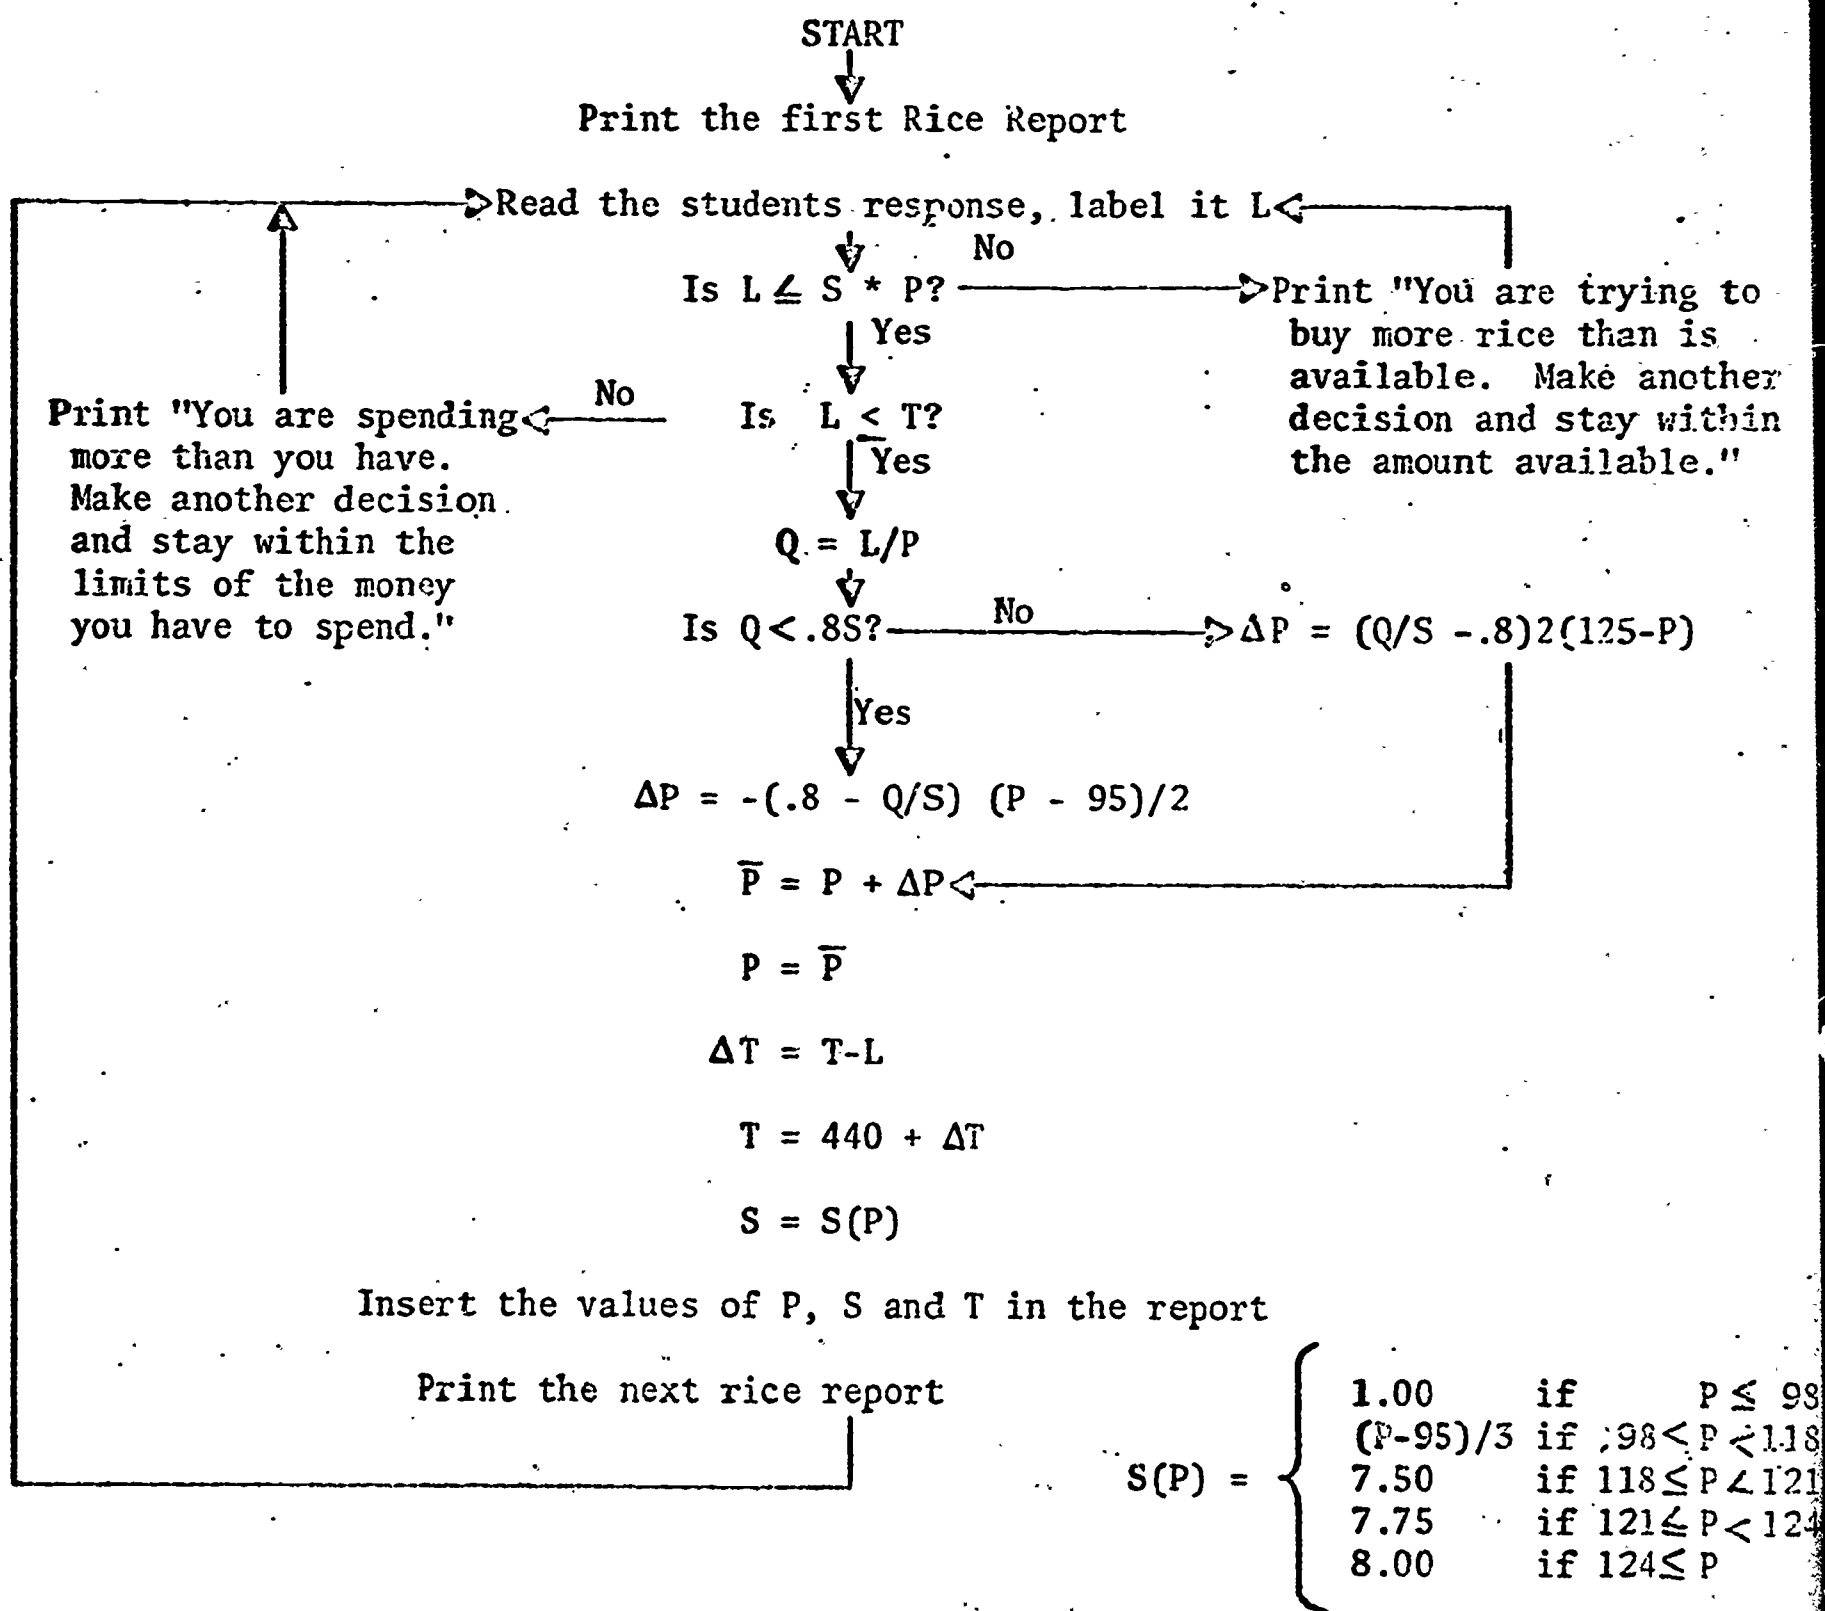 START
Print the first Rice Report
Read the students response, label it L
No
Is L ≤ S * P?
Yes
Print "You are trying to
buy more rice than is
available. Make another
decision and stay within
the amount available."
Is L ≤ T?
No
Print "You are spending
more than you have.
Make another decision
and stay within the
limits of the money
you have to spend."
Yes
Q = L/P
Is Q<.8S?
No
ΔP = (Q/S -.8)2(125-P)
Yes
ΔP = -(.8 - Q/S) (P - 95)/2
P̅ = P + ΔP
P = P̅
ΔT = T-L
T = 440 + ΔT
S = S(P)
Insert the values of P, S and T in the report
Print the next rice report
S(P) =
1.00 if P ≤ 98
(P-95)/3 if 98< P <118
7.50 if 118≤ P <121
7.75 if 121≤ P < 124
8.00 if 124≤ P